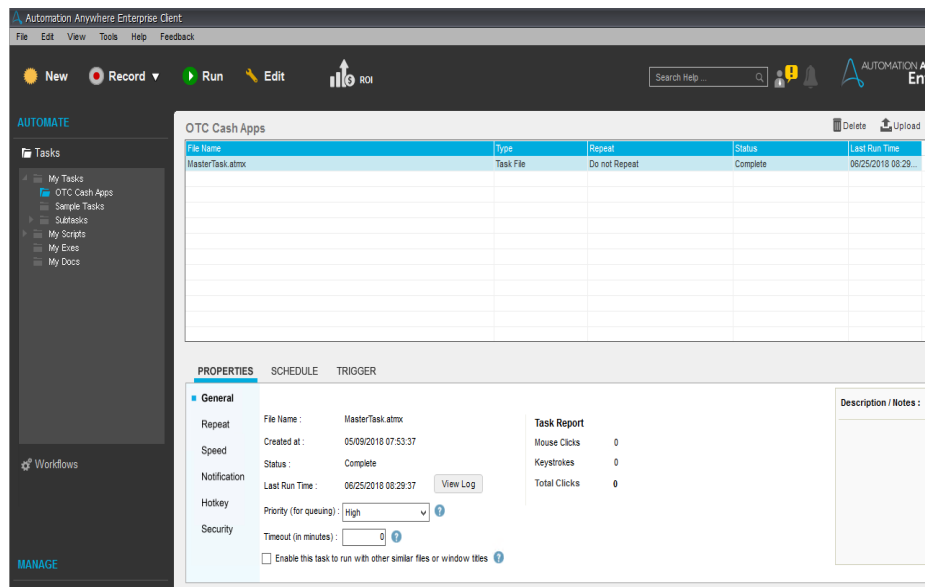 Automation Anywhere Enterprise Client
File Edit View Tools Help Feedback
New Record Run Edit ROI Search Help ... AUTOMATION A
En
AUTOMATE
OTC Cash Apps Delete Upload
Tasks
File Name Type Repeat Status Last Run Time
MasterTask.atmx Task File Do not Repeat Complete 06/25/2018 08:29...
My Tasks
OTC Cash Apps
Sample Tasks
Subtasks
My Scripts
My Exes
My Docs
PROPERTIES SCHEDULE TRIGGER
General
Repeat
Speed
Notification
Hotkey
Security
File Name : MasterTask.atmx
Created at : 05/09/2018 07:53:37
Status : Complete
Last Run Time : 06/25/2018 08:29:37 View Log
Priority (for queuing) : High ?
Timeout (in minutes) : 0 ?
Enable this task to run with other similar files or window titles ?
Task Report
Mouse Clicks 0
Keystrokes 0
Total Clicks 0
Description / Notes :
Workflows
MANAGE